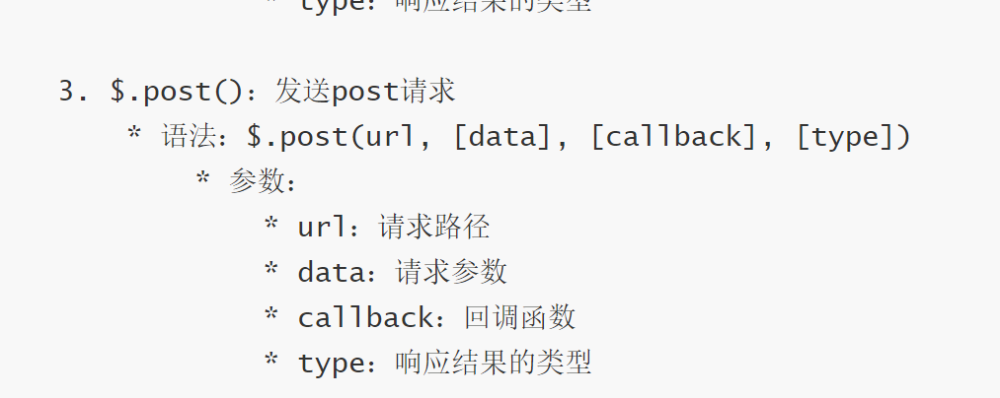 * type：响应结果的类型
3. $.post()：发送post请求
* 语法：$.post(url, [data], [callback], [type])
* 参数：
* url：请求路径
* data：请求参数
* callback：回调函数
* type：响应结果的类型